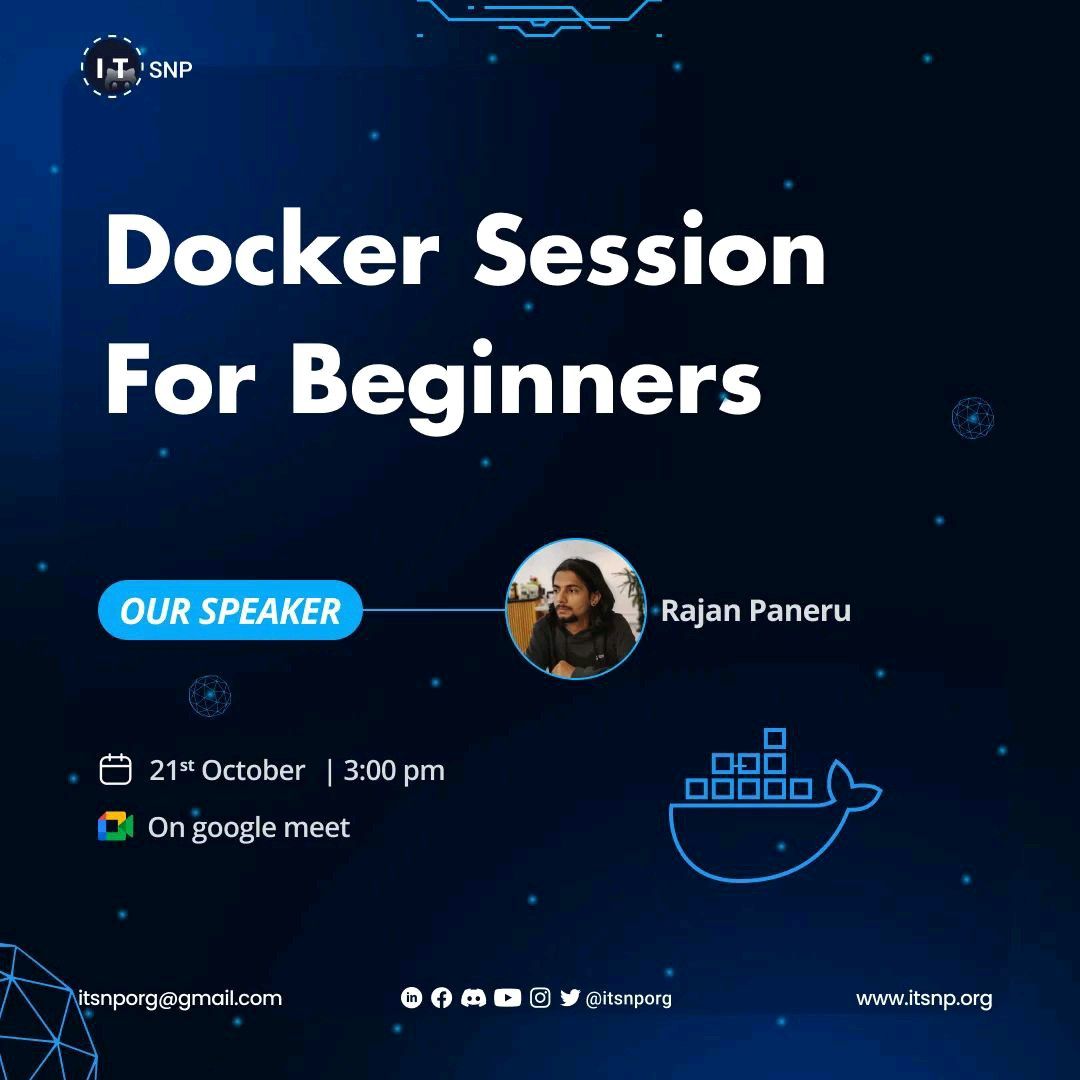 IT SNP
Docker Session
For Beginners
OUR SPEAKER
Rajan Paneru
21st October | 3:00 pm
On google meet
itsnporg@gmail.com
@itsnporg
www.itsnp.org